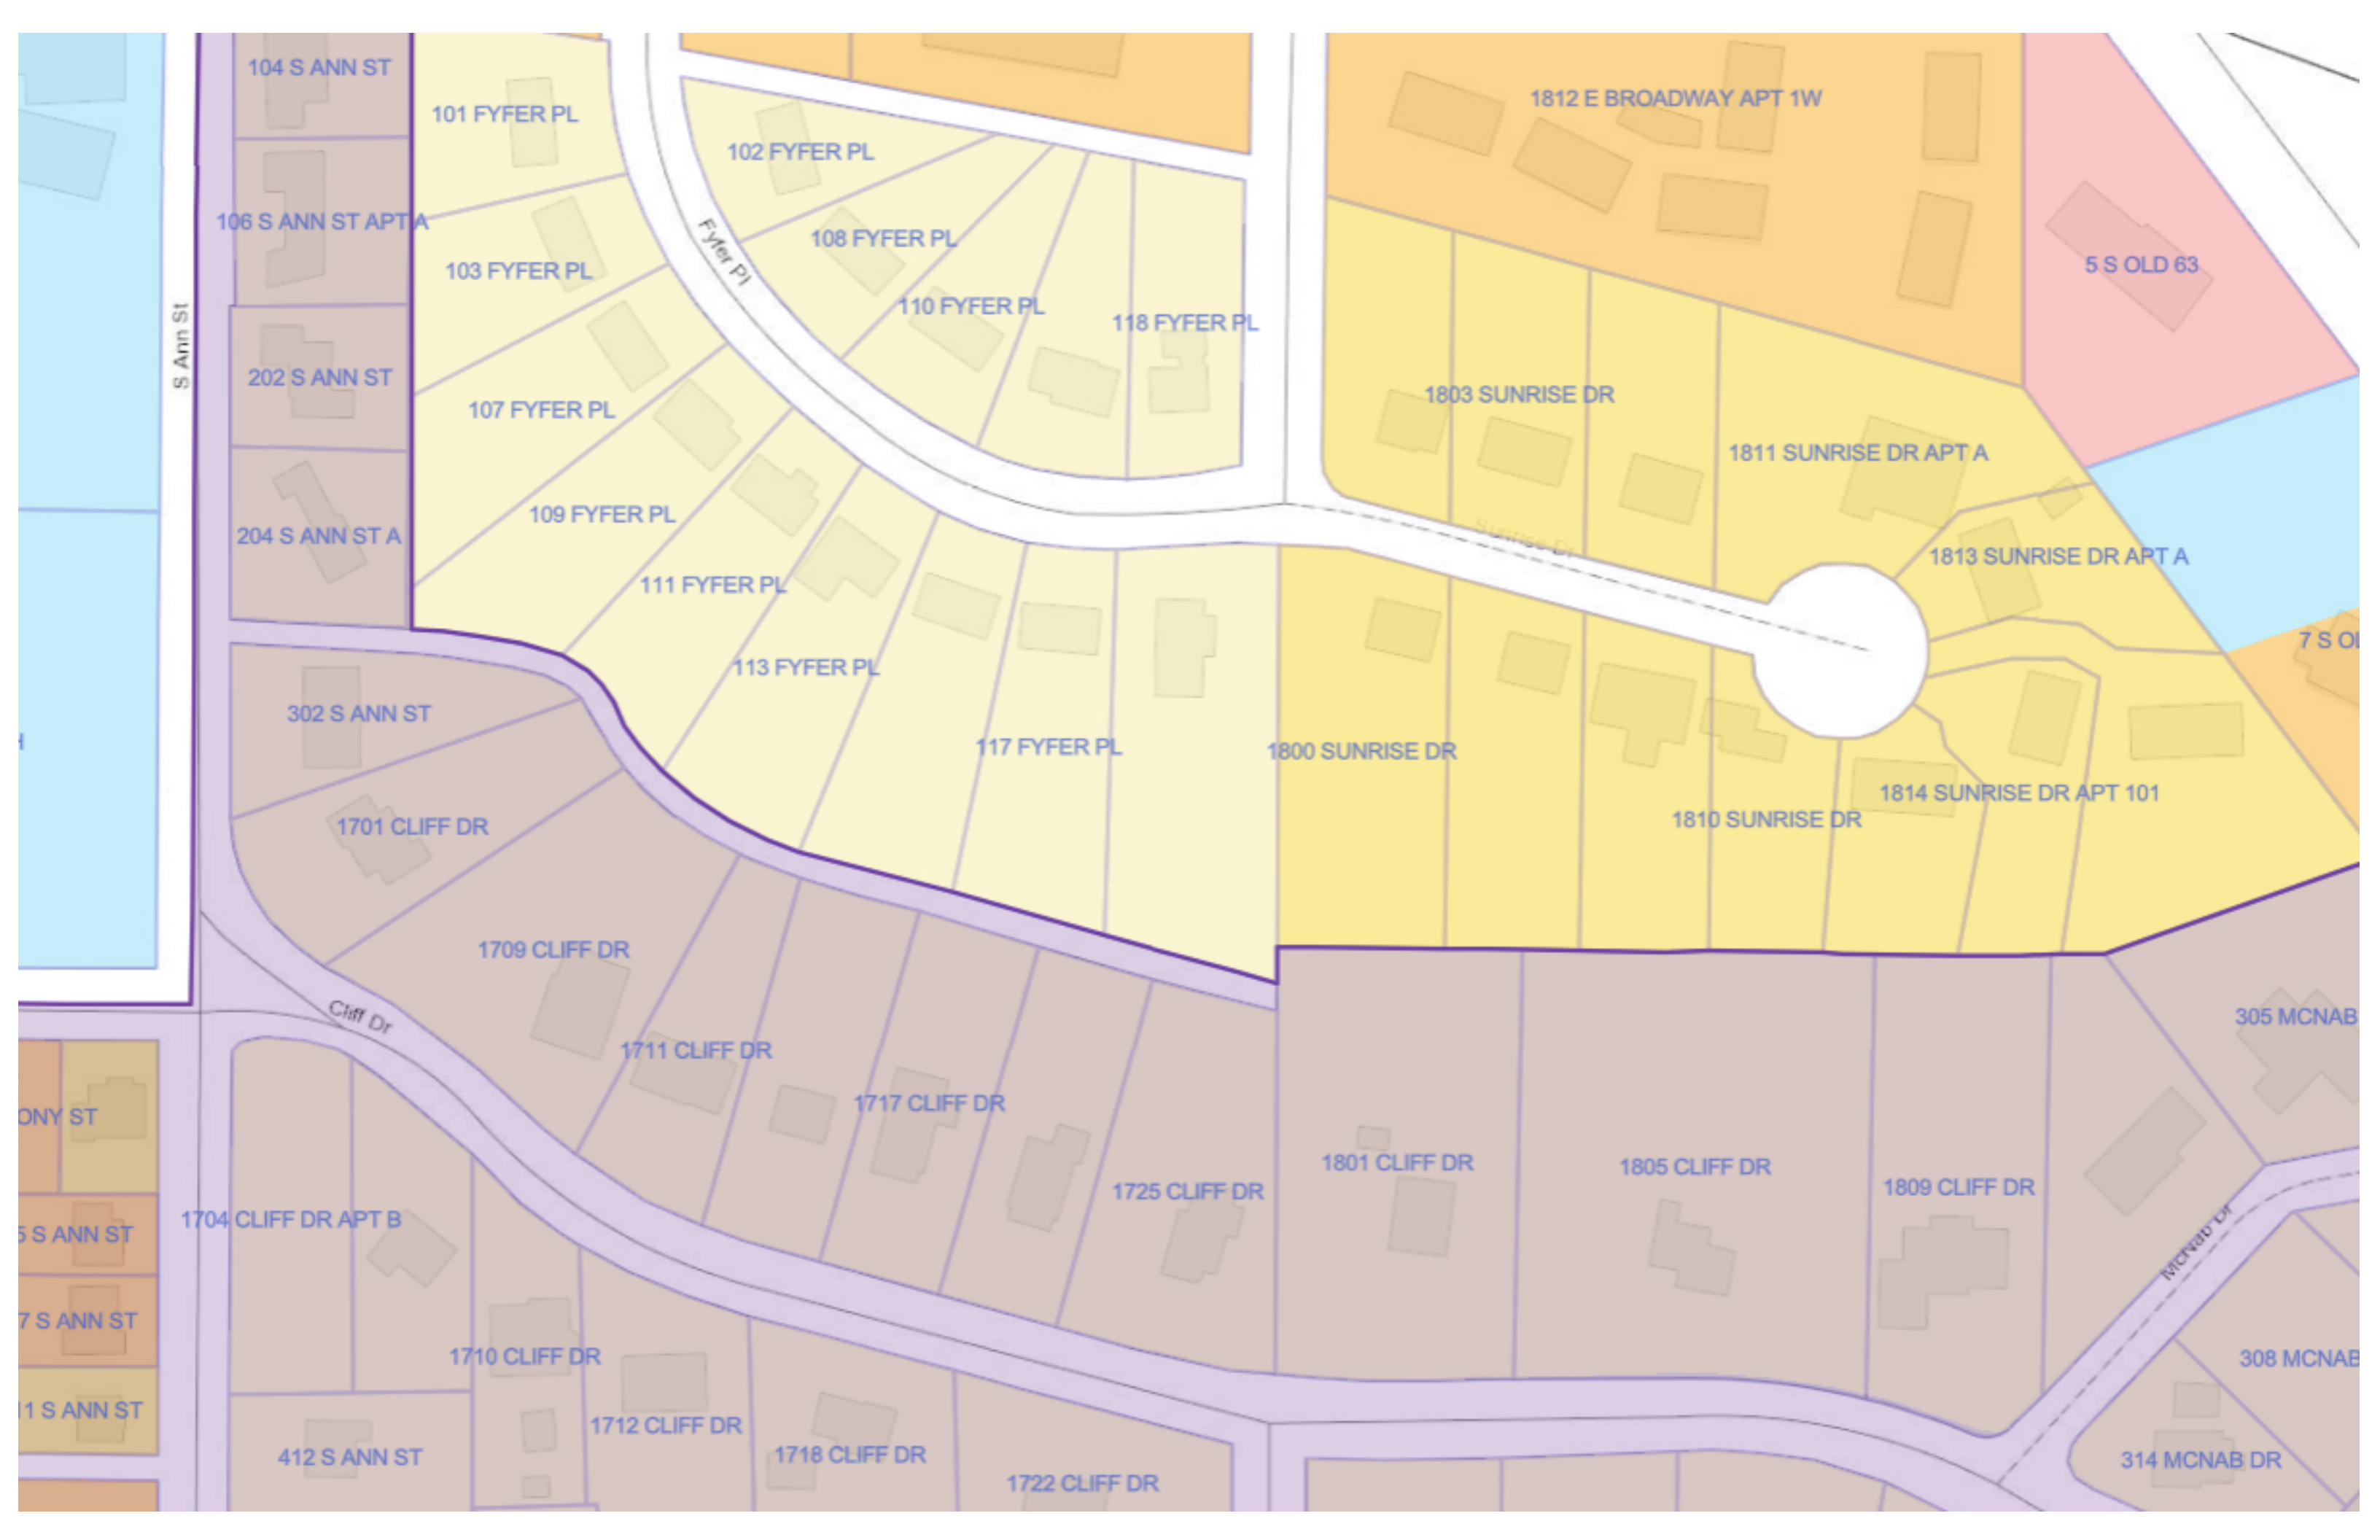 104 S ANN ST
101 FYFER PL
1812 E BROADWAY APT 1W
102 FYFER PL
106 S ANN ST APT A
108 FYFER PL
Fyfer Pl
103 FYFER PL
5 S OLD 63
110 FYFER PL
118 FYFER PL
S Ann St
202 S ANN ST
1803 SUNRISE DR
107 FYFER PL
1811 SUNRISE DR APT A
109 FYFER PL
204 S ANN ST A
Sunrise Dr
1813 SUNRISE DR APT A
111 FYFER PL
7 S OL
113 FYFER PL
302 S ANN ST
117 FYFER PL
1800 SUNRISE DR
1814 SUNRISE DR APT 101
1810 SUNRISE DR
1701 CLIFF DR
1709 CLIFF DR
Cliff Dr
305 MCNAB
1711 CLIFF DR
1717 CLIFF DR
ONY ST
1801 CLIFF DR
1805 CLIFF DR
1809 CLIFF DR
1725 CLIFF DR
1704 CLIFF DR APT B
5 S ANN ST
McNab Dr
7 S ANN ST
1710 CLIFF DR
308 MCNAB
11 S ANN ST
1712 CLIFF DR
412 S ANN ST
1718 CLIFF DR
314 MCNAB DR
1722 CLIFF DR